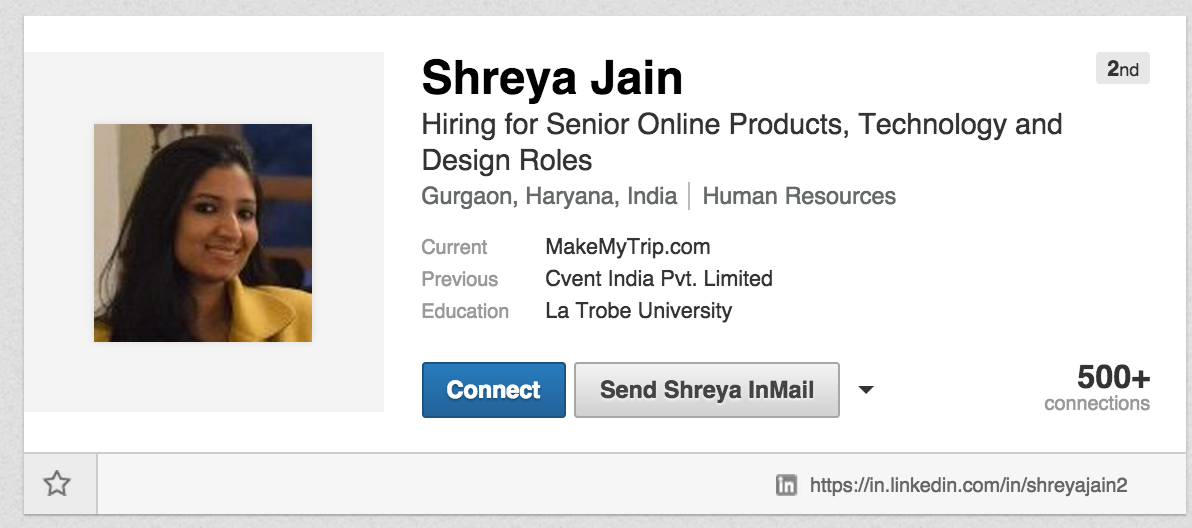 Shreya Jain
2nd
Hiring for Senior Online Products, Technology and
Design Roles
Gurgaon, Haryana, India | Human Resources
Current MakeMyTrip.com
Previous Cvent India Pvt. Limited
Education La Trobe University
Connect Send Shreya InMail
500+
connections
in https://in.linkedin.com/in/shreyajain2